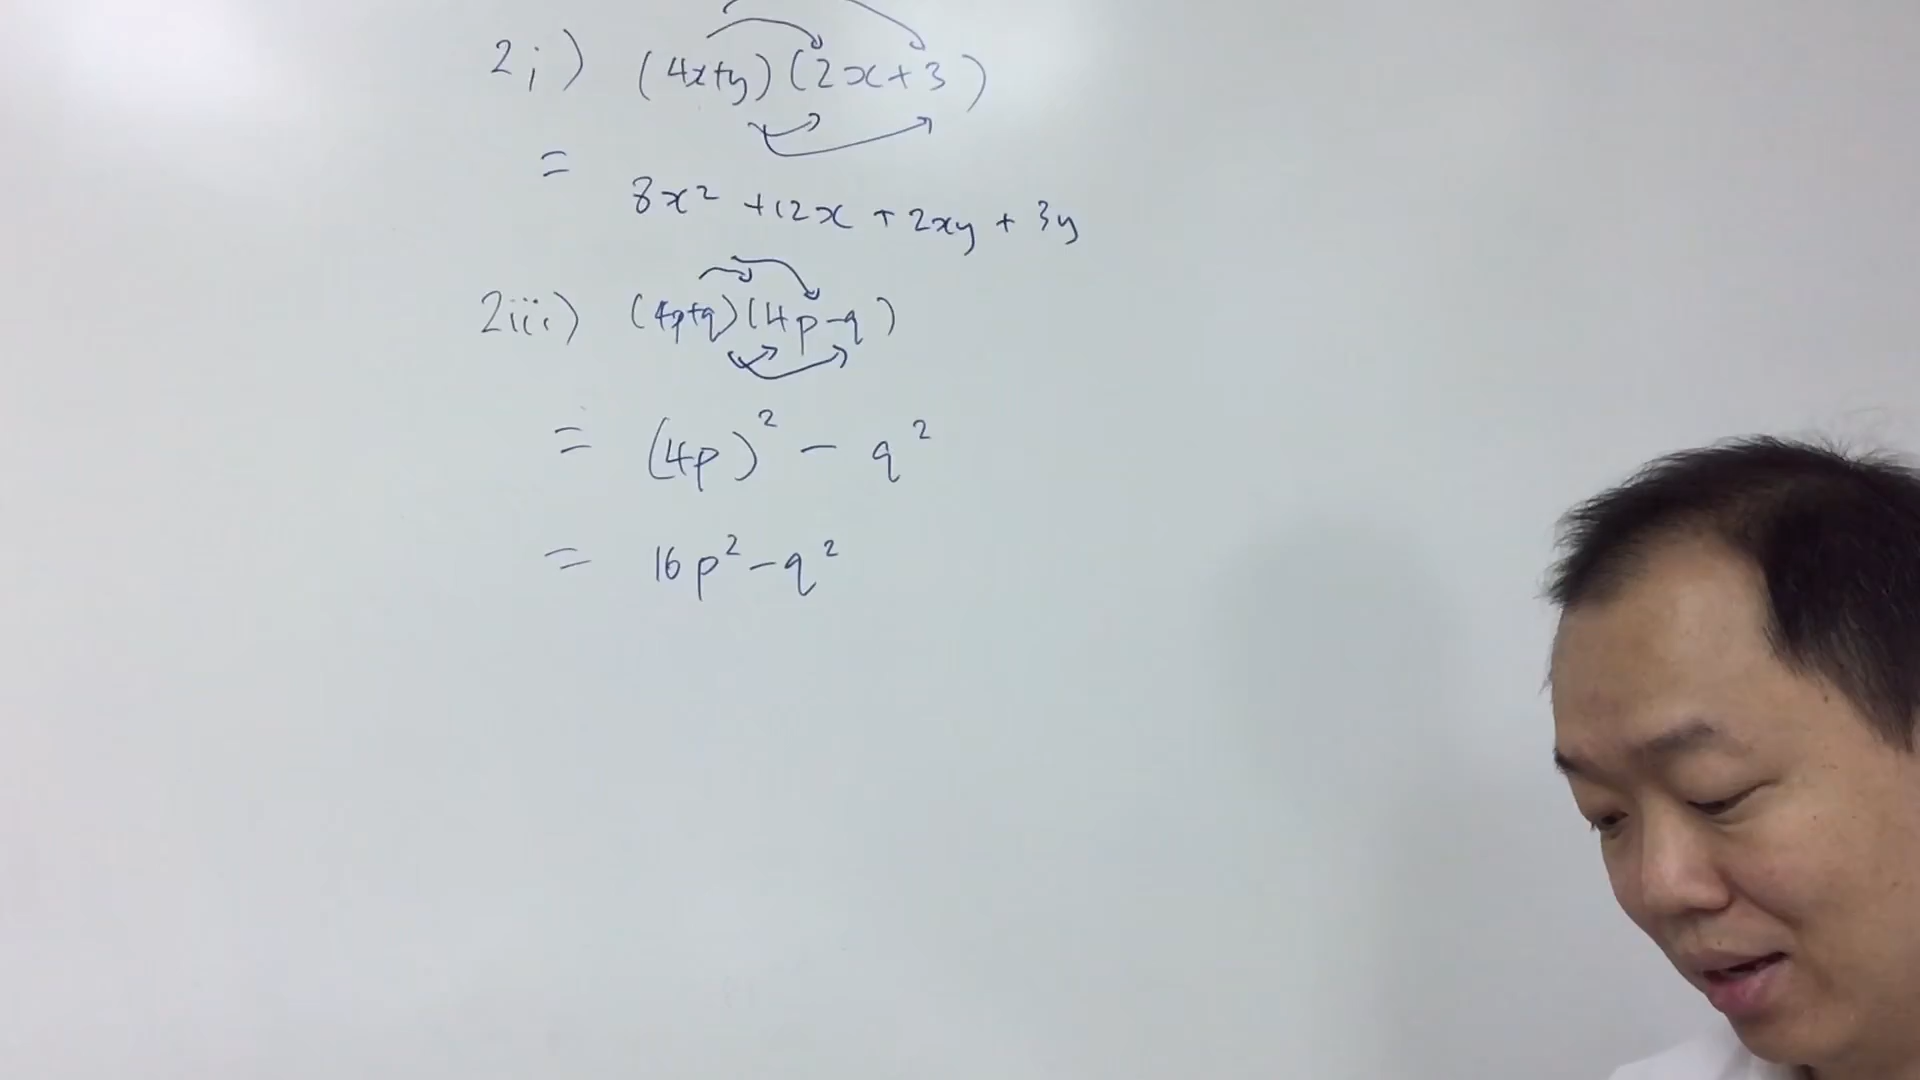 2i) (4x+y)(2x+3)
= 8x² +12x + 2xy + 3y
2iii) (4p+q)(4p-q)
= (4p)² - q²
= 16p² - q²